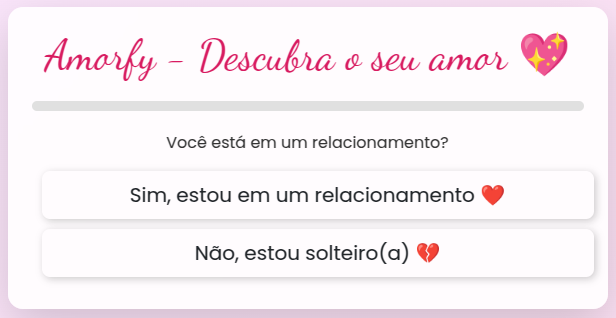 Amorfy - Descubra o seu amor 💖
Você está em um relacionamento?
Sim, estou em um relacionamento ❤️
Não, estou solteiro(a) 💔